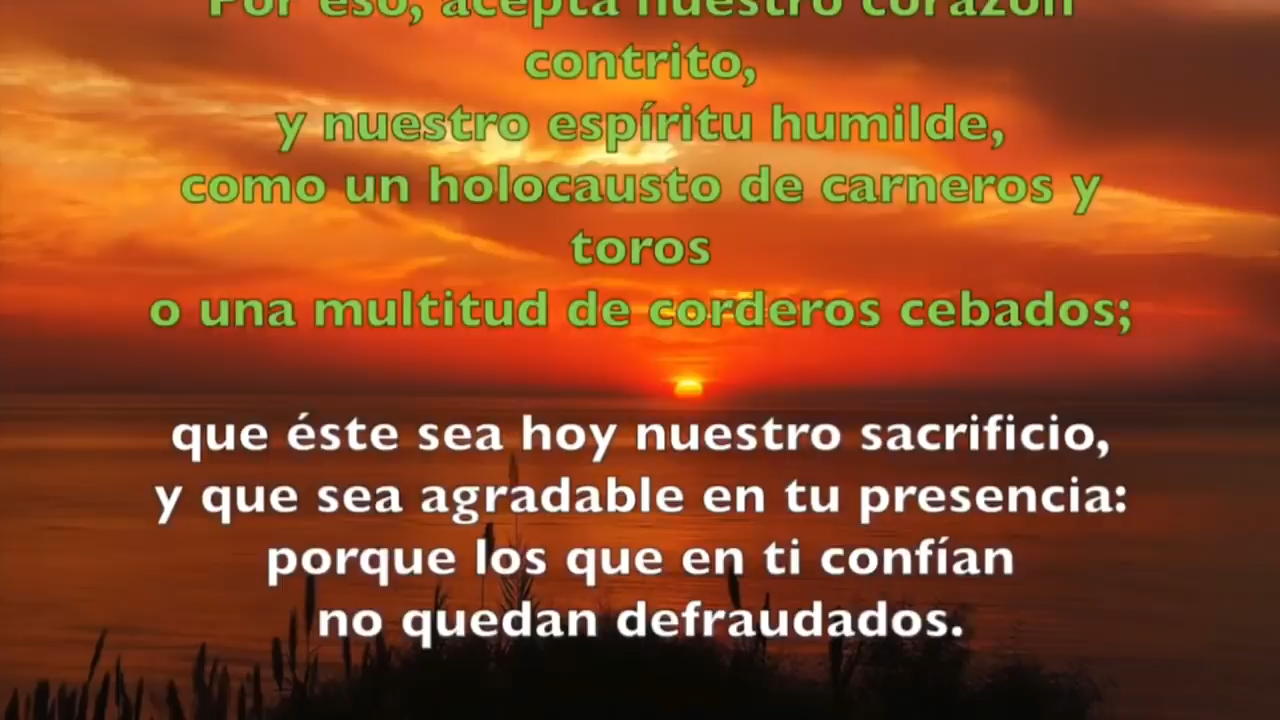 Por eso, acepta nuestro corazón
contrito,
y nuestro espíritu humilde,
como un holocausto de carneros y
toros
o una multitud de corderos cebados;
que éste sea hoy nuestro sacrificio,
y que sea agradable en tu presencia:
porque los que en ti confían
no quedan defraudados.